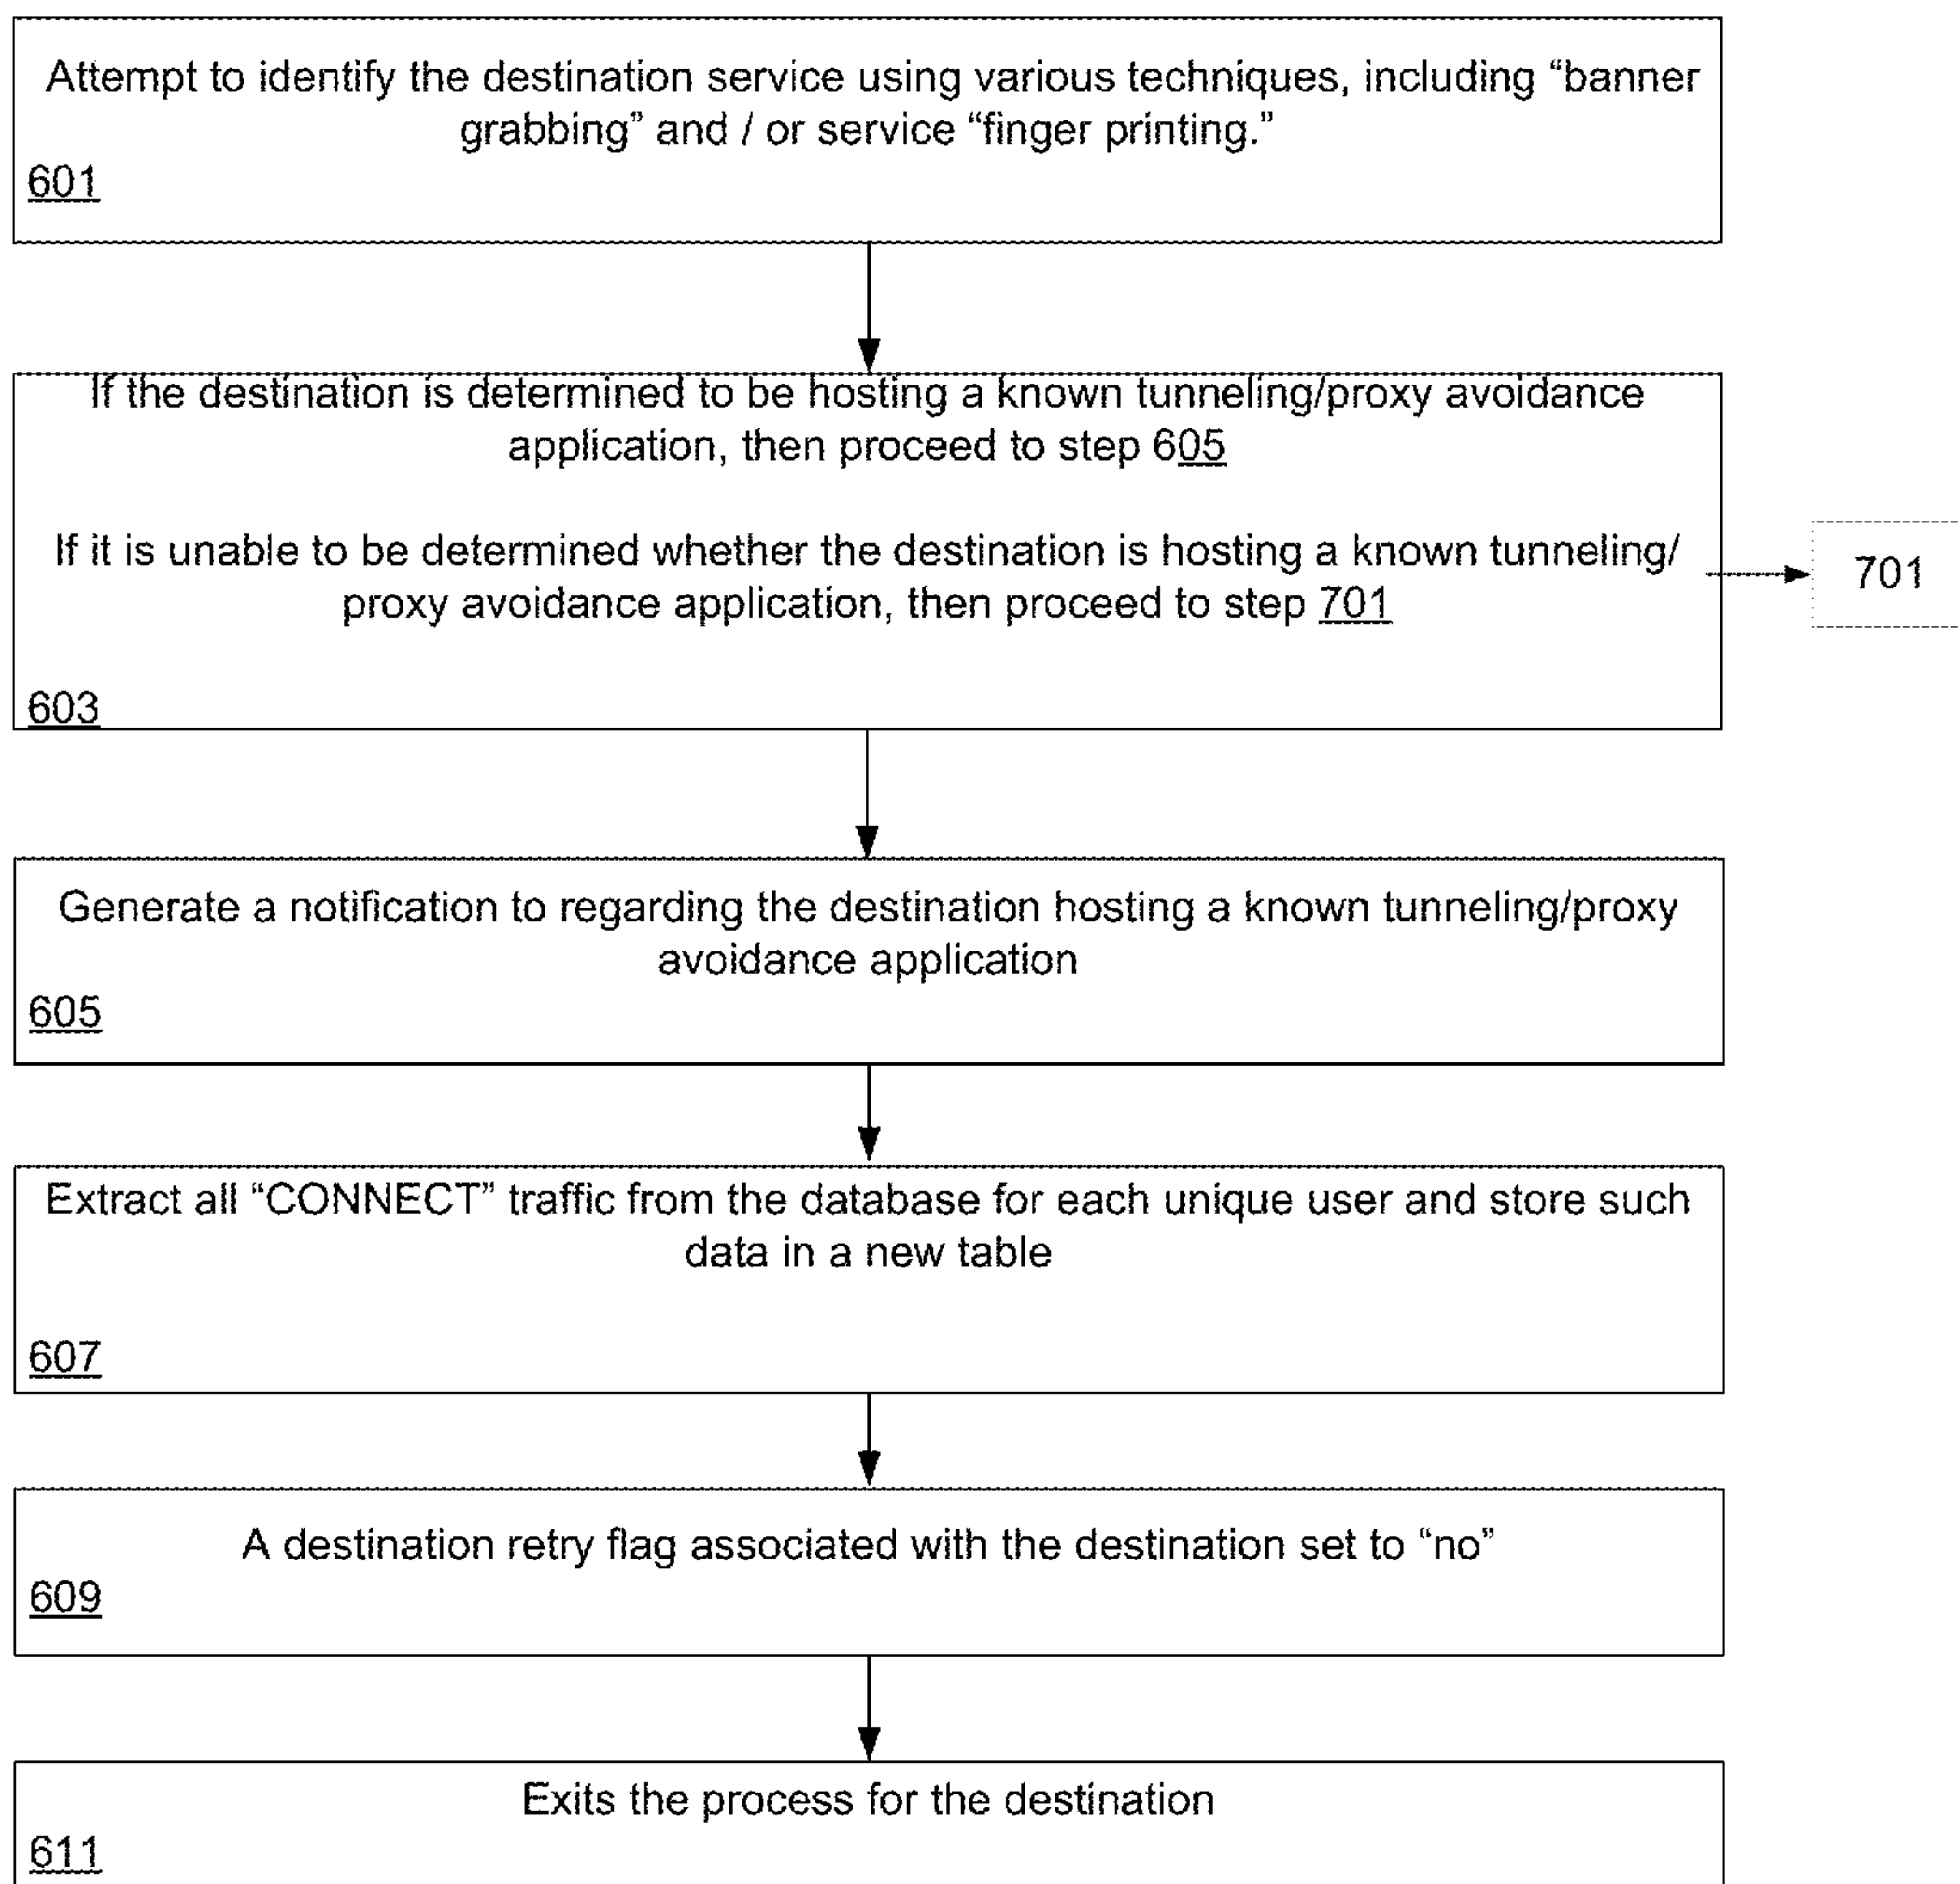 Attempt to identify the destination service using various techniques, including “banner
grabbing” and / or service “finger printing.”
601
If the destination is determined to be hosting a known tunneling/proxy avoidance
application, then proceed to step 605
If it is unable to be determined whether the destination is hosting a known tunneling/
proxy avoidance application, then proceed to step 701
701
603
Generate a notification to regarding the destination hosting a known tunneling/proxy
avoidance application
605
Extract all “CONNECT” traffic from the database for each unique user and store such
data in a new table
607
A destination retry flag associated with the destination set to “no”
609
Exits the process for the destination
611